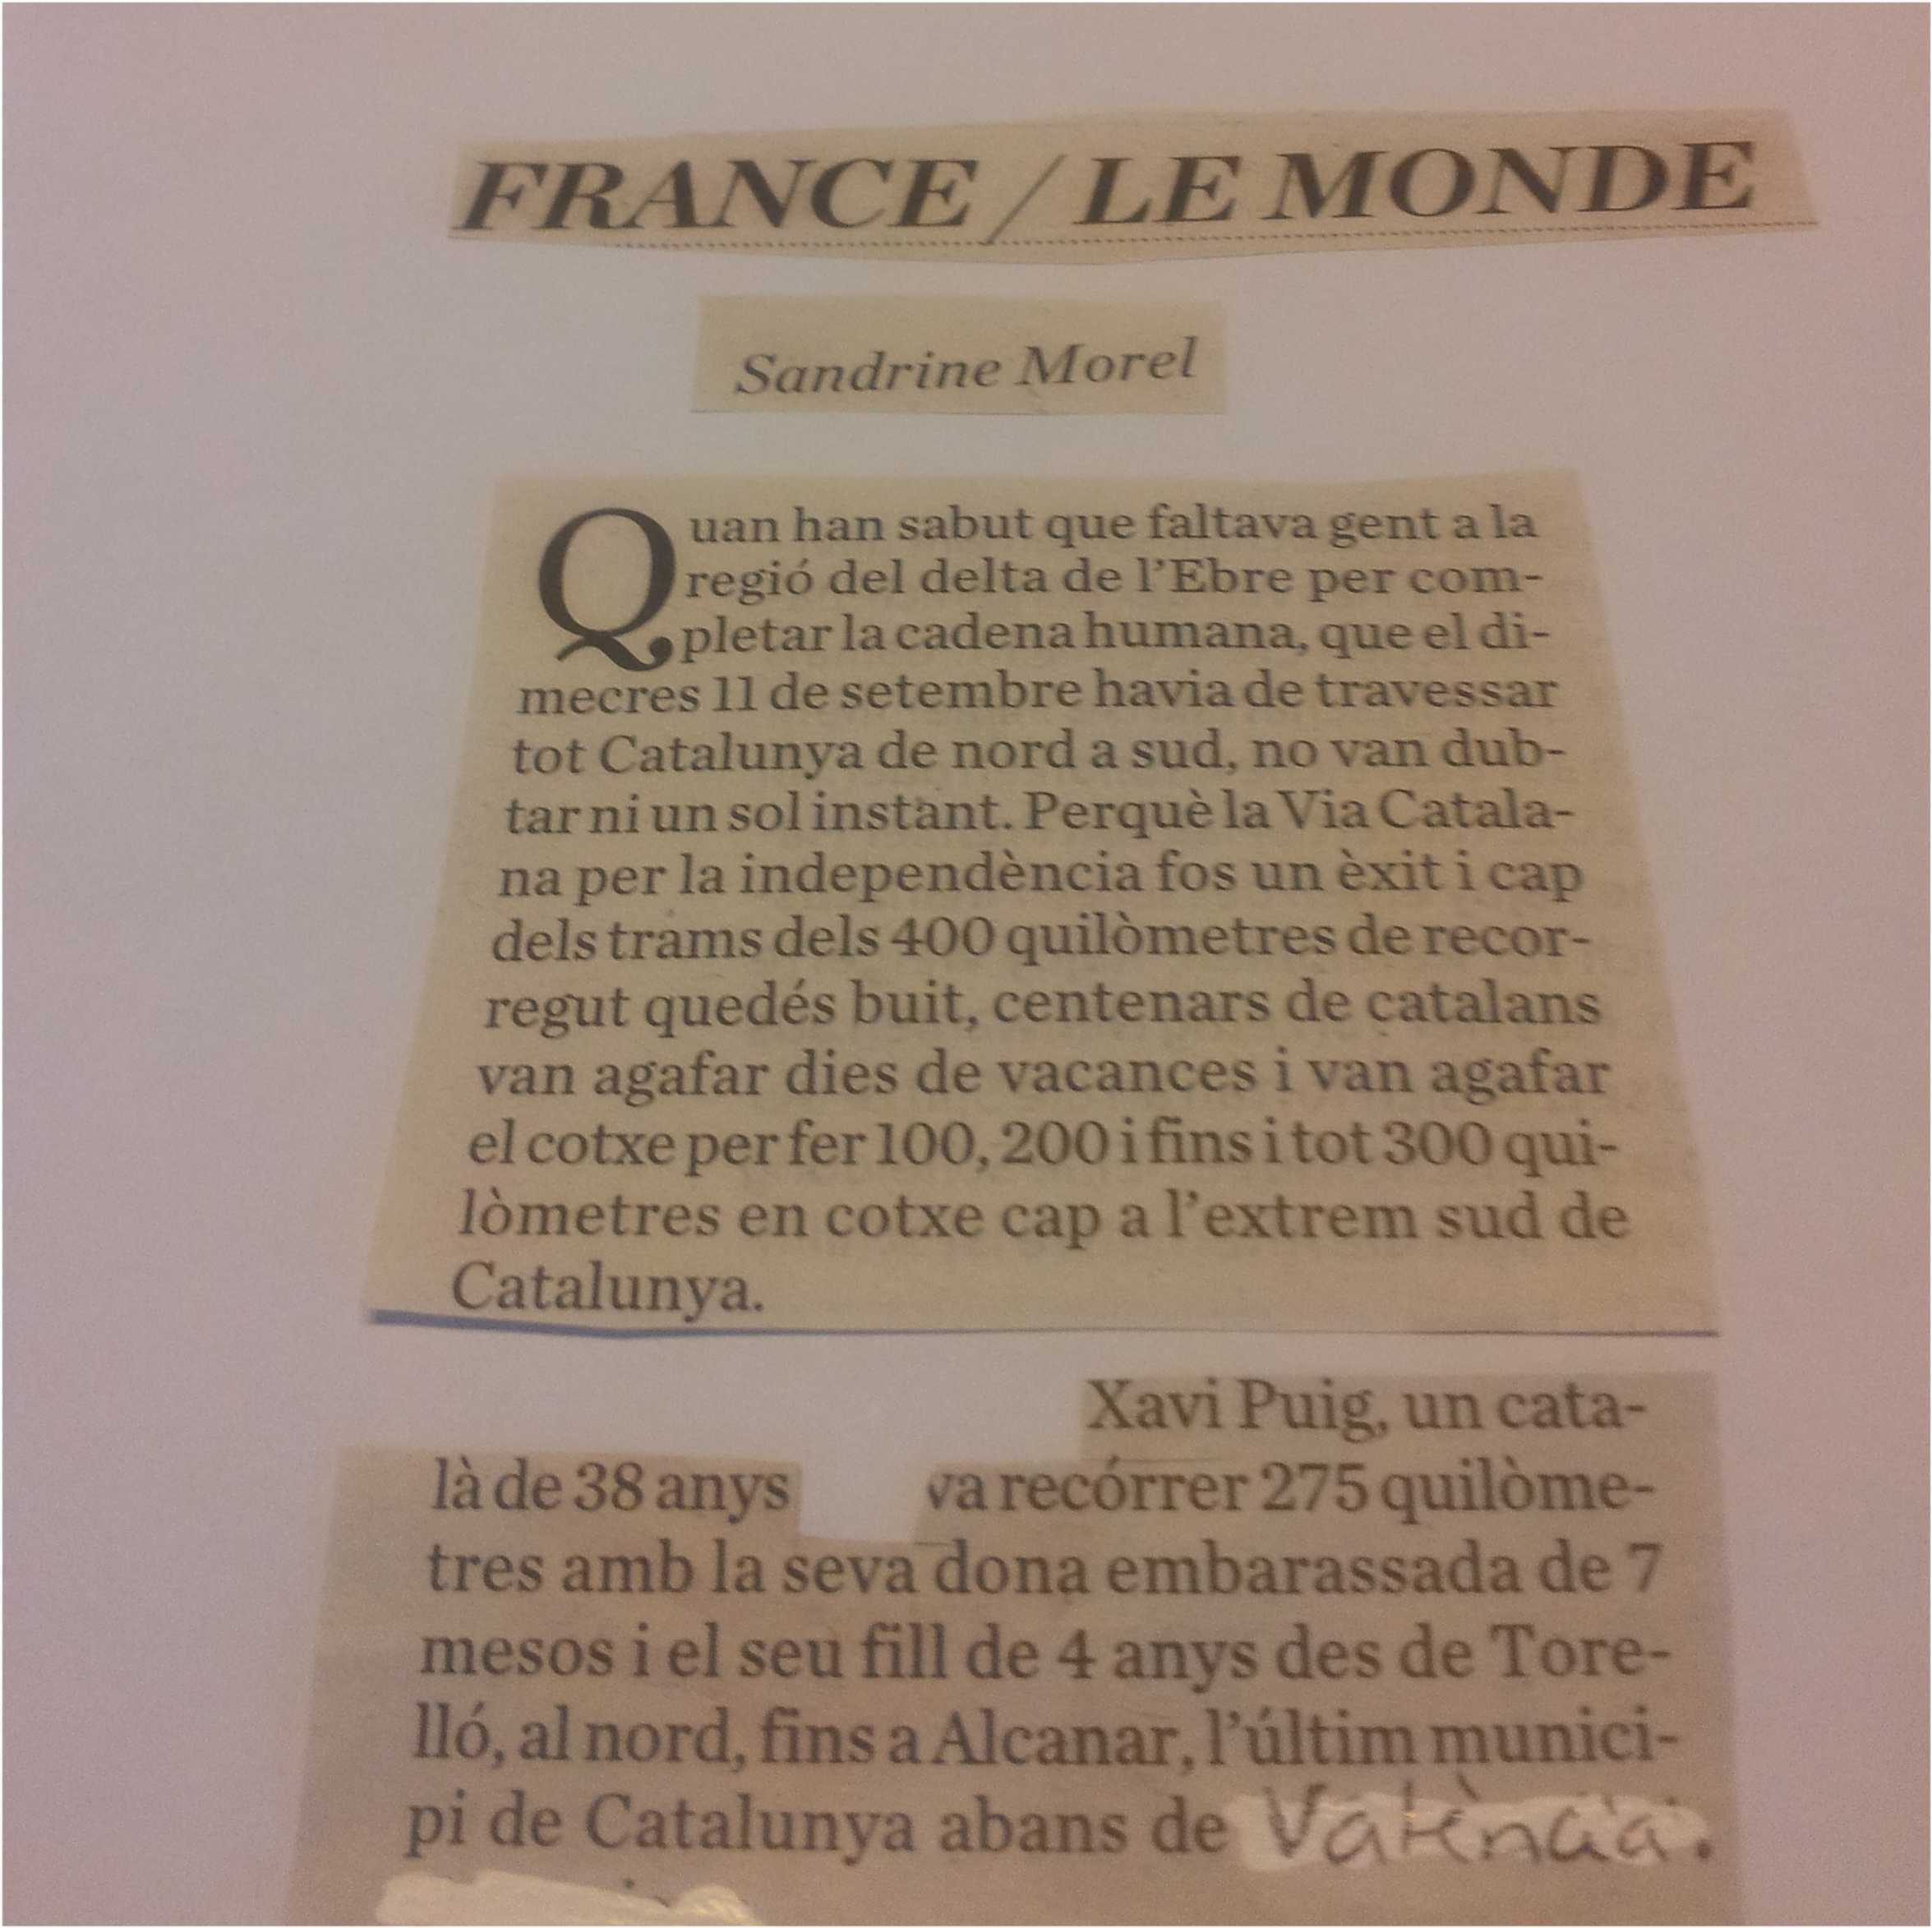 FRANCE / LE MONDE
Sandrine Morel
Quan han sabut que faltava gent a la
regió del delta de l'Ebre per com-
pletar la cadena humana, que el di-
mecres 11 de setembre havia de travessar
tot Catalunya de nord a sud, no van dub-
tar ni un sol instant. Perquè la Via Catala-
na per la independència fos un èxit i cap
dels trams dels 400 quilòmetres de recor-
regut quedés buit, centenars de catalans
van agafar dies de vacances i van agafar
el cotxe per fer 100, 200 i fins i tot 300 qui-
lòmetres en cotxe cap a l'extrem sud de
Catalunya.
Xavi Puig, un cata-
là de 38 anys va recórrer 275 quilòme-
tres amb la seva dona embarassada de 7
mesos i el seu fill de 4 anys des de Tore-
lló, al nord, fins a Alcanar, l'últim munici-
pi de Catalunya abans de València.